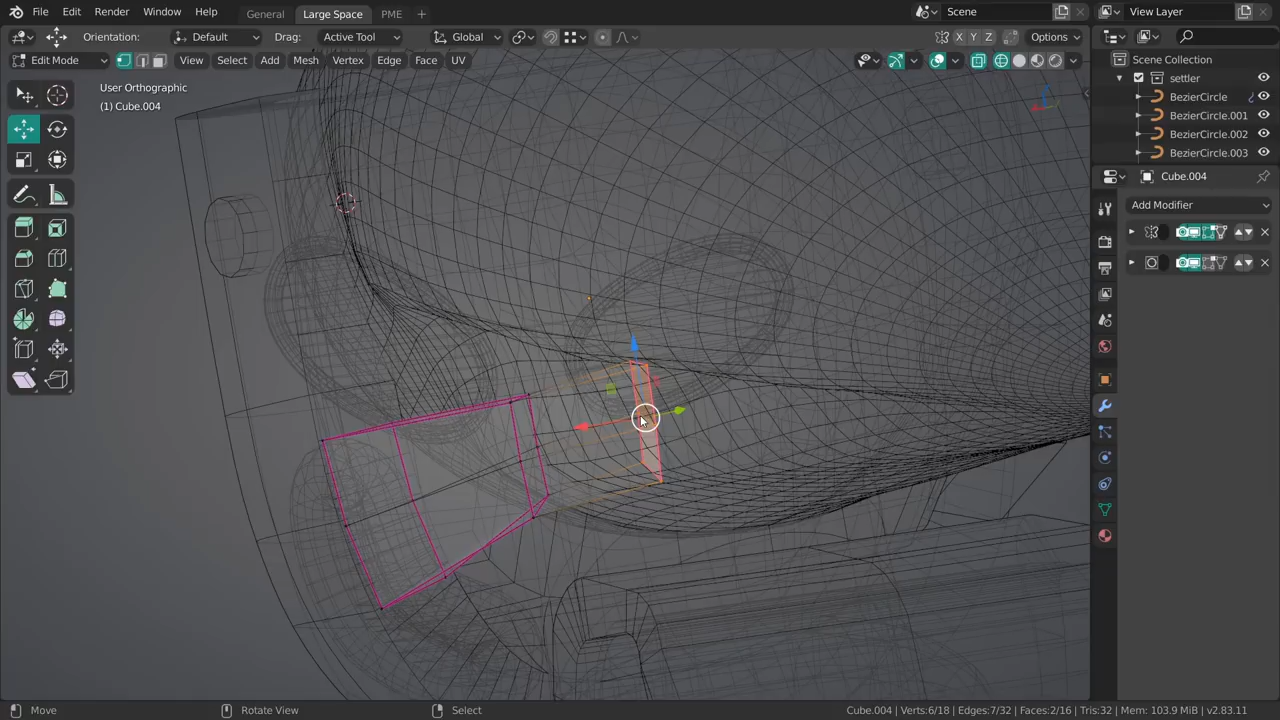 File Edit Render Window Help General Large Space PME + Scene View Layer
Orientation: Default Drag: Active Tool Global X Y Z Options
Edit Mode View Select Add Mesh Vertex Edge Face UV
User Orthographic
(1) Cube.004
Scene Collection
settler
BezierCircle
BezierCircle.001
BezierCircle.002
BezierCircle.003
Cube.004
Add Modifier
Move Rotate View Select Cube.004 | Verts:6/18 | Edges:7/32 | Faces:2/16 | Tris:32 | Mem: 103.9 MiB | v2.83.11